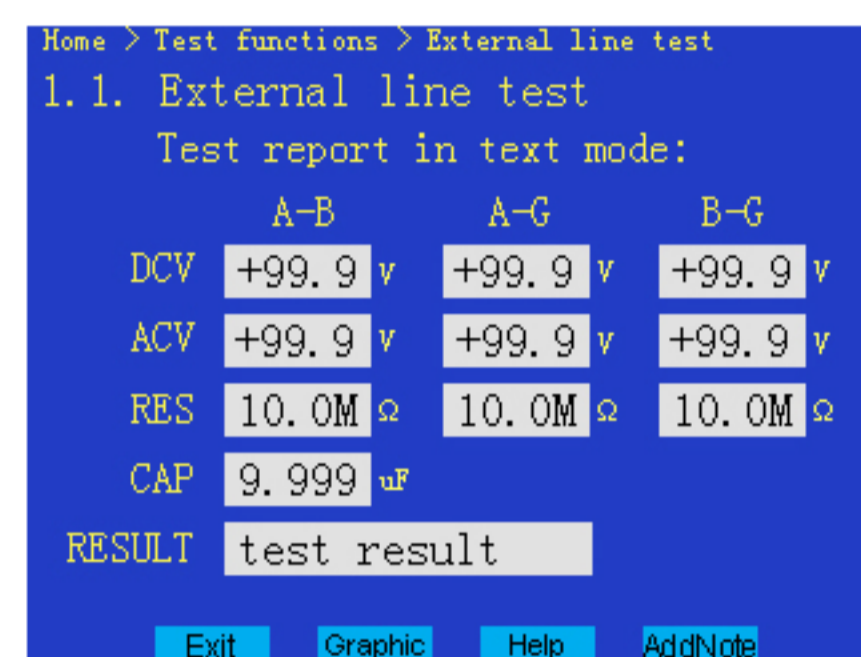 Home > Test functions > External line test
1.1. External line test
Test report in text mode:
A-B A-G B-G
DCV +99.9 V +99.9 V +99.9 V
ACV +99.9 V +99.9 V +99.9 V
RES 10.0M Ω 10.0M Ω 10.0M Ω
CAP 9.999 uF
RESULT test result
Exit Graphic Help AddNote